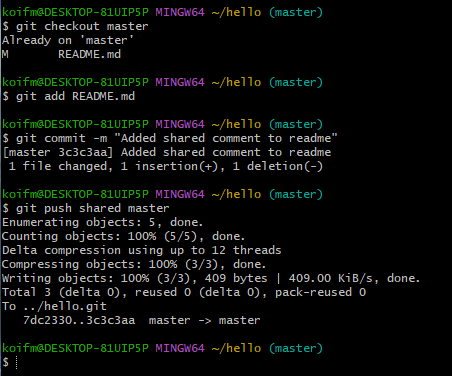 koifm@DESKTOP-81UIP5P MINGW64 ~/hello (master)
$ git checkout master
Already on 'master'
M       README.md
koifm@DESKTOP-81UIP5P MINGW64 ~/hello (master)
$ git add README.md
koifm@DESKTOP-81UIP5P MINGW64 ~/hello (master)
$ git commit -m "Added shared comment to readme"
[master 3c3c3aa] Added shared comment to readme
 1 file changed, 1 insertion(+), 1 deletion(-)
koifm@DESKTOP-81UIP5P MINGW64 ~/hello (master)
$ git push shared master
Enumerating objects: 5, done.
Counting objects: 100% (5/5), done.
Delta compression using up to 12 threads
Compressing objects: 100% (3/3), done.
Writing objects: 100% (3/3), 409 bytes | 409.00 KiB/s, done.
Total 3 (delta 0), reused 0 (delta 0), pack-reused 0
To ../hello.git
   7dc2330..3c3c3aa  master -> master
koifm@DESKTOP-81UIP5P MINGW64 ~/hello (master)
$